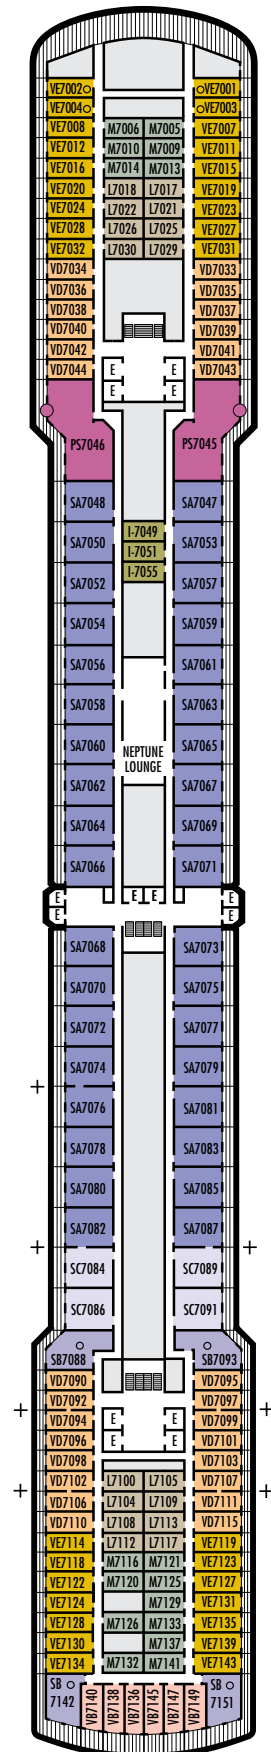 VE7002 VE7001
VE7004 VE7003
VE7008 M7006 M7005 VE7007
VE7012 M7010 M7009 VE7011
VE7016 M7014 M7013 VE7015
VE7020 L7018 L7017 VE7019
VE7024 L7022 L7021 VE7023
VE7028 L7026 L7025 VE7027
VE7032 L7030 L7029 VE7031
VD7034 VD7033
VD7036 VD7035
VD7038 VD7037
VD7040 VD7039
VD7042 VD7041
VD7044 E E VD7043
E E
PS7046 PS7045
SA7048 SA7047
I-7049
SA7050 SA7053
I-7051
I-7055
SA7052 SA7057
SA7054 SA7059
SA7056 SA7061
SA7058 SA7063
SA7060 NEPTUNE SA7065
LOUNGE
SA7062 SA7067
SA7064 SA7069
SA7066 SA7071
E E E E
E E
SA7068 SA7073
SA7070 SA7075
SA7072 SA7077
SA7074 SA7079
SA7076 SA7081
SA7078 SA7083
SA7080 SA7085
SA7082 SA7087
SC7084 SC7089
SC7086 SC7091
SB7088 SB7093
VD7090 VD7095
VD7092 VD7097
VD7094 E E VD7099
VD7096 E E VD7101
VD7098 VD7103
VD7102 L7100 L7105 VD7107
VD7106 L7104 L7109 VD7111
VD7110 L7108 L7113 VD7115
VE7114 L7112 L7117 VE7119
VE7118 M7116 M7121 VE7123
VE7122 M7120 M7125 VE7127
VE7124 M7129 VE7131
VE7128 M7126 M7133 VE7135
VE7130 M7137 VE7139
VE7134 M7132 M7141 VE7143
SB SB
7142 VB7140 VB7138 VB7136 VB7145 VB7147 VB7149 7151